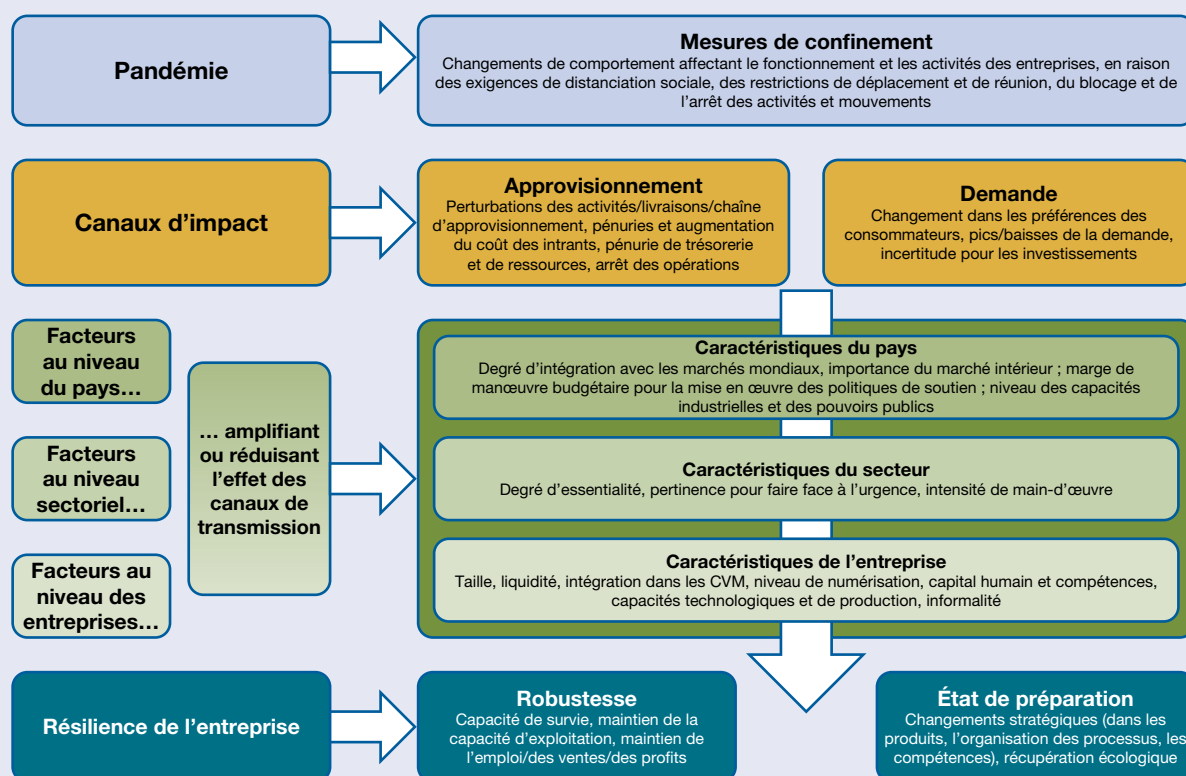 Pandémie
Mesures de confinement
Changements de comportement affectant le fonctionnement et les activités des entreprises, en raison
des exigences de distanciation sociale, des restrictions de déplacement et de réunion, du blocage et de
l’arrêt des activités et mouvements
Canaux d’impact
Approvisionnement
Perturbations des activités/livraisons/chaîne
d’approvisionnement, pénuries et augmentation
du coût des intrants, pénurie de trésorerie
et de ressources, arrêt des opérations
Demande
Changement dans les préférences des
consommateurs, pics/baisses de la demande,
incertitude pour les investissements
Facteurs
au niveau
du pays…
Facteurs
au niveau
sectoriel…
Facteurs au
niveau des
entreprises…
… amplifiant
ou réduisant
l’effet des
canaux de
transmission
Caractéristiques du pays
Degré d’intégration avec les marchés mondiaux, importance du marché intérieur ; marge de
manœuvre budgétaire pour la mise en œuvre des politiques de soutien ; niveau des capacités
industrielles et des pouvoirs publics
Caractéristiques du secteur
Degré d’essentialité, pertinence pour faire face à l’urgence, intensité de main-d’œuvre
Caractéristiques de l’entreprise
Taille, liquidité, intégration dans les CVM, niveau de numérisation, capital humain et compétences,
capacités technologiques et de production, informalité
Résilience de l’entreprise
Robustesse
Capacité de survie, maintien de la
capacité d’exploitation, maintien de
l’emploi/des ventes/des profits
État de préparation
Changements stratégiques (dans les
produits, l’organisation des processus, les
compétences), récupération écologique